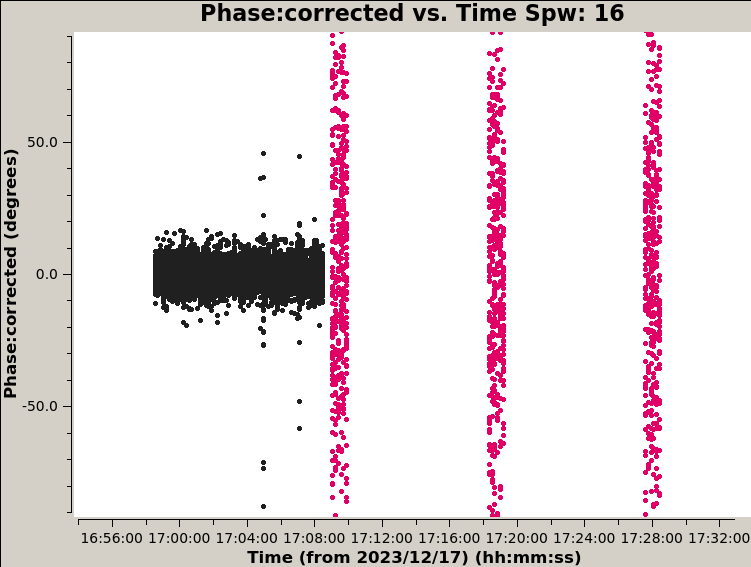 Phase:corrected vs. Time Spw: 16
Phase:corrected (degrees)
50.0
0.0
-50.0
16:56:00 17:00:00 17:04:00 17:08:00 17:12:00 17:16:00 17:20:00 17:24:00 17:28:00 17:32:00
Time (from 2023/12/17) (hh:mm:ss)